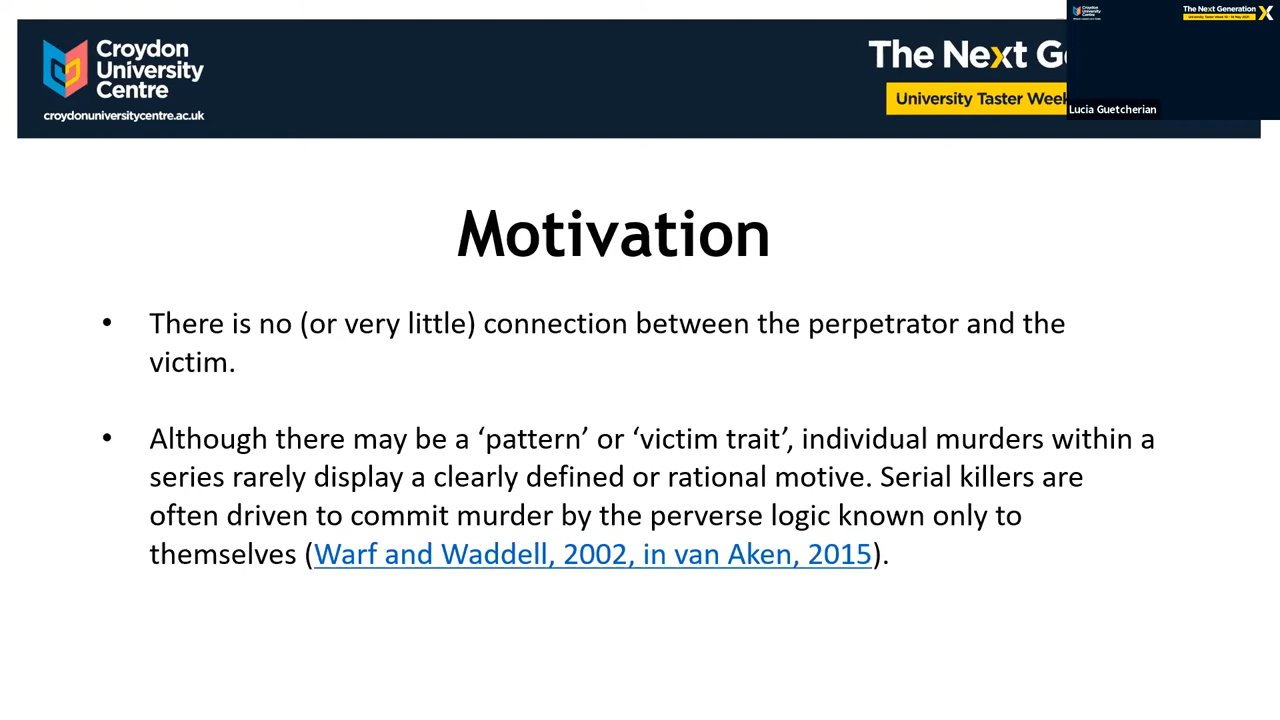 Croydon
University
Centre
croydonuniversitycentre.ac.uk
The Next Ge
University Taster Week
The Next Generation
Lucia Guetcherian
Motivation
• There is no (or very little) connection between the perpetrator and the
victim.
• Although there may be a ‘pattern’ or ‘victim trait’, individual murders within a
series rarely display a clearly defined or rational motive. Serial killers are
often driven to commit murder by the perverse logic known only to
themselves (Warf and Waddell, 2002, in van Aken, 2015).